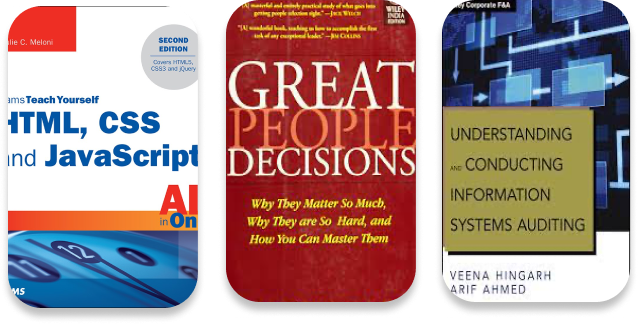 alie C. Meloni
SECOND
EDITION
Covers HTML5,
CSS3 and jQuery
ams Teach Yourself
HTML, CSS
and JavaScript
Al
in On
12
MS
"A masterful and entirely practical study of what goes into
getting people selection right." — JACK WELCH
"A wonderful book, teaching how to accomplish the first
task of any exceptional leader." — JIM COLLINS
WILEY
INDIA
EDITION
GREAT
PEOPLE
DECISIONS
Why They Matter So Much,
Why They are So Hard, and
How You Can Master Them
ey Corporate F&A
UNDERSTANDING
AND CONDUCTING
INFORMATION
SYSTEMS AUDITING
VEENA HINGARH
ARIF AHMED